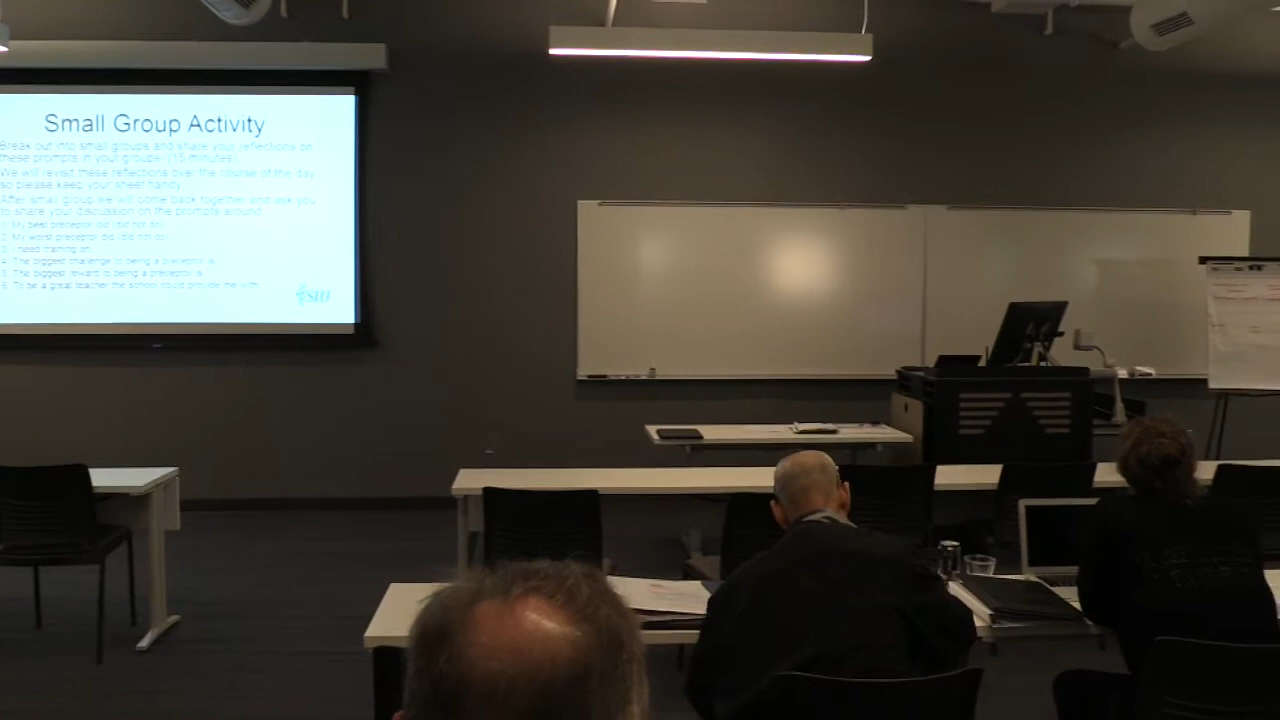 Small Group Activity
Break out into small groups and share your reflections on
these prompts in your groups. (15 minutes)
We will revisit these reflections over the course of the day,
so please keep your sheet handy.
After small group we will come back together and ask you
to share your discussion on the prompts around:
1. My best preceptor did (did not do)...
2. My worst preceptor did (did not do)...
3. I need training on...
4. The biggest challenge to being a preceptor is...
5. The biggest reward to being a preceptor is...
6. To be a great teacher the school could provide me with...